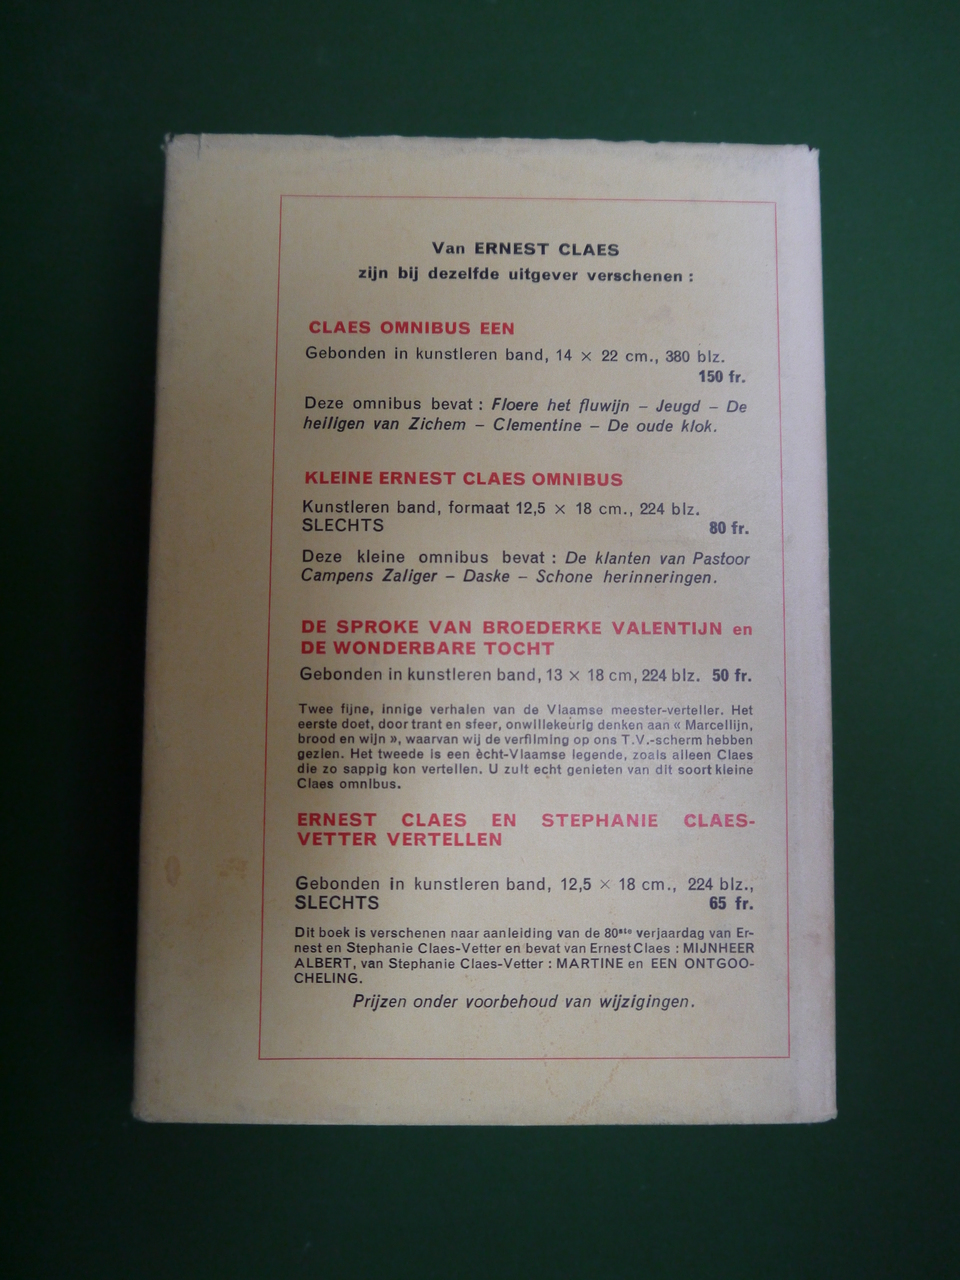 Van ERNEST CLAES
zijn bij dezelfde uitgever verschenen :
CLAES OMNIBUS EEN
Gebonden in kunstleren band, 14 × 22 cm., 380 blz.
150 fr.
Deze omnibus bevat : Floere het fluwijn – Jeugd – De
heiligen van Zichem – Clementine – De oude klok.
KLEINE ERNEST CLAES OMNIBUS
Kunstleren band, formaat 12,5 × 18 cm., 224 blz.
SLECHTS 80 fr.
Deze kleine omnibus bevat : De klanten van Pastoor
Campens Zaliger – Daske – Schone herinneringen.
DE SPROKE VAN BROEDERKE VALENTIJN en
DE WONDERBARE TOCHT
Gebonden in kunstleren band, 13 × 18 cm, 224 blz. 50 fr.
Twee fijne, innige verhalen van de Vlaamse meester-verteller. Het
eerste doet, door trant en sfeer, onwillekeurig denken aan « Marcellijn,
brood en wijn », waarvan wij de verfilming op ons T.V.-scherm hebben
gezien. Het tweede is een ècht-Vlaamse legende, zoals alleen Claes
die zo sappig kon vertellen. U zult echt genieten van dit soort kleine
Claes omnibus.
ERNEST CLAES EN STEPHANIE CLAES-
VETTER VERTELLEN
Gebonden in kunstleren band, 12,5 × 18 cm., 224 blz.,
SLECHTS 65 fr.
Dit boek is verschenen naar aanleiding van de 80ste verjaardag van Er-
nest en Stephanie Claes-Vetter en bevat van Ernest Claes : MIJNHEER
ALBERT, van Stephanie Claes-Vetter : MARTINE en EEN ONTGOO-
CHELING.
Prijzen onder voorbehoud van wijzigingen.